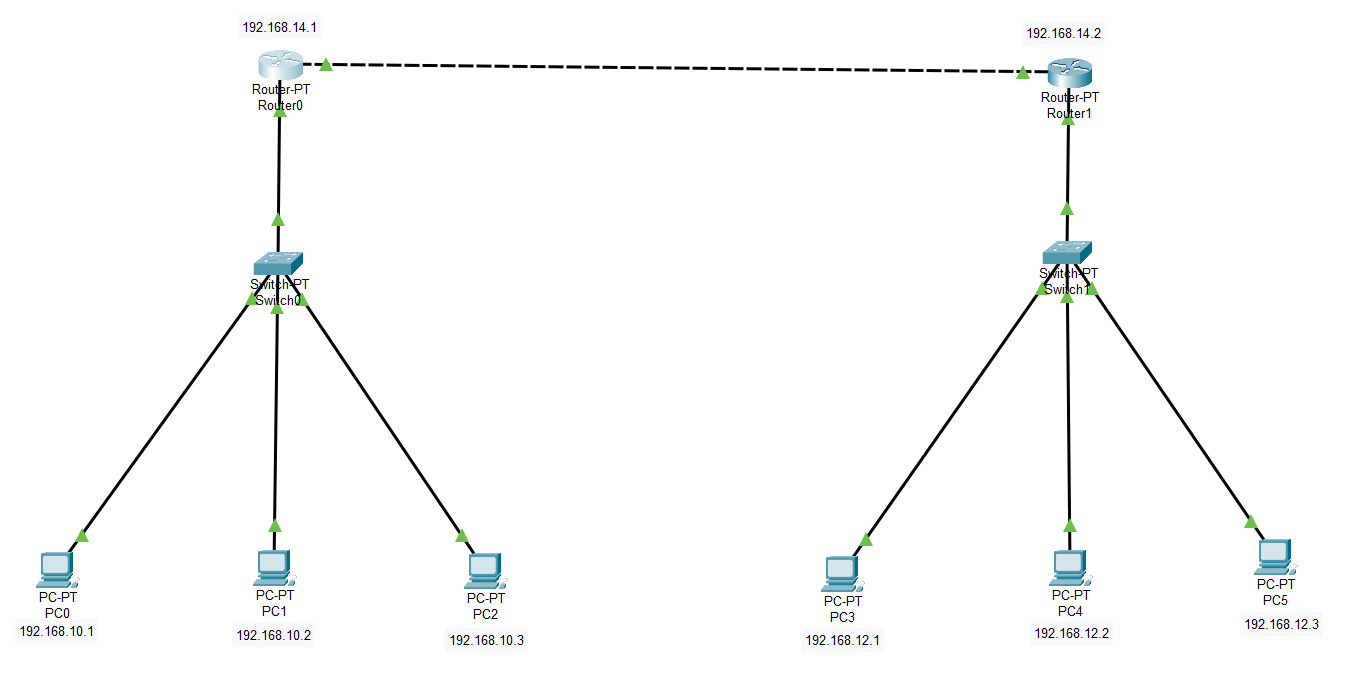 192.168.14.1
192.168.14.2
Router-PT
Router0
Router-PT
Router1
Switch-PT
Switch0
Switch-PT
Switch1
PC-PT
PC0
192.168.10.1
PC-PT
PC1
192.168.10.2
PC-PT
PC2
192.168.10.3
PC-PT
PC3
192.168.12.1
PC-PT
PC4
192.168.12.2
PC-PT
PC5
192.168.12.3